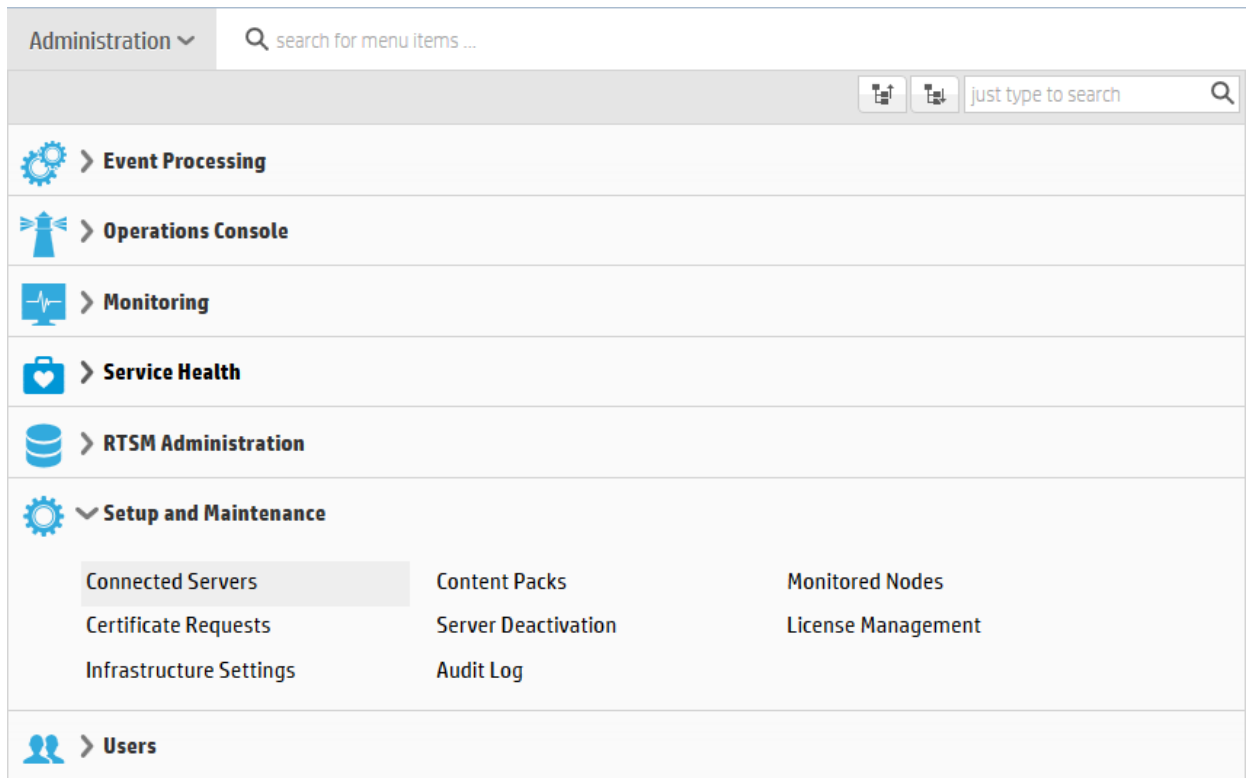 Administration
search for menu items ...
just type to search
Event Processing
Operations Console
Monitoring
Service Health
RTSM Administration
Setup and Maintenance
Connected Servers Content Packs Monitored Nodes
Certificate Requests Server Deactivation License Management
Infrastructure Settings Audit Log
Users